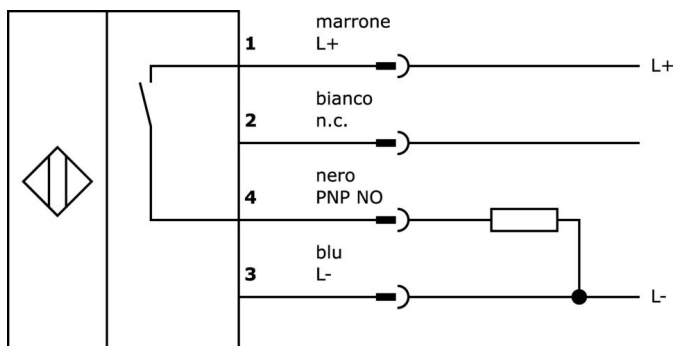 marrone
1 L+ L+
bianco
2 n.c.
nero
4 PNP NO
blu
3 L- L-